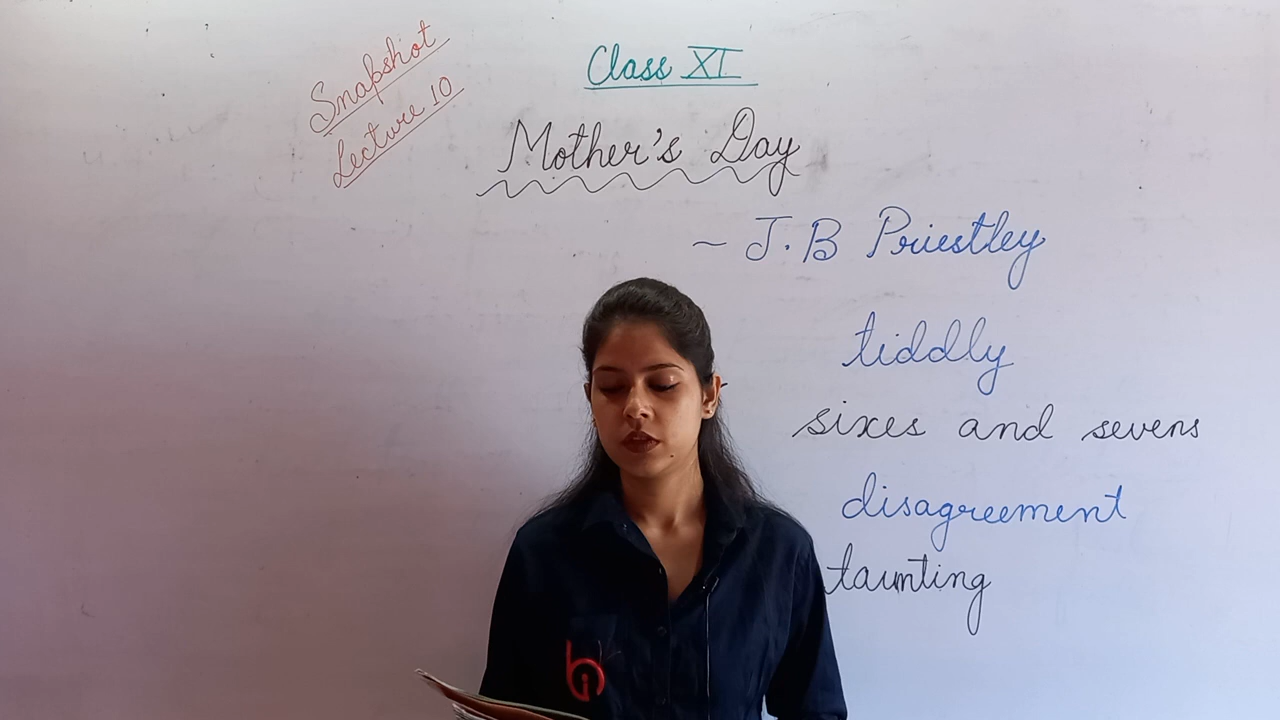 Snapshot
Lecture 10
Class XI
Mother's Day
~ J.B Priestley
tiddly
sixes and sevens
disagreement
taunting